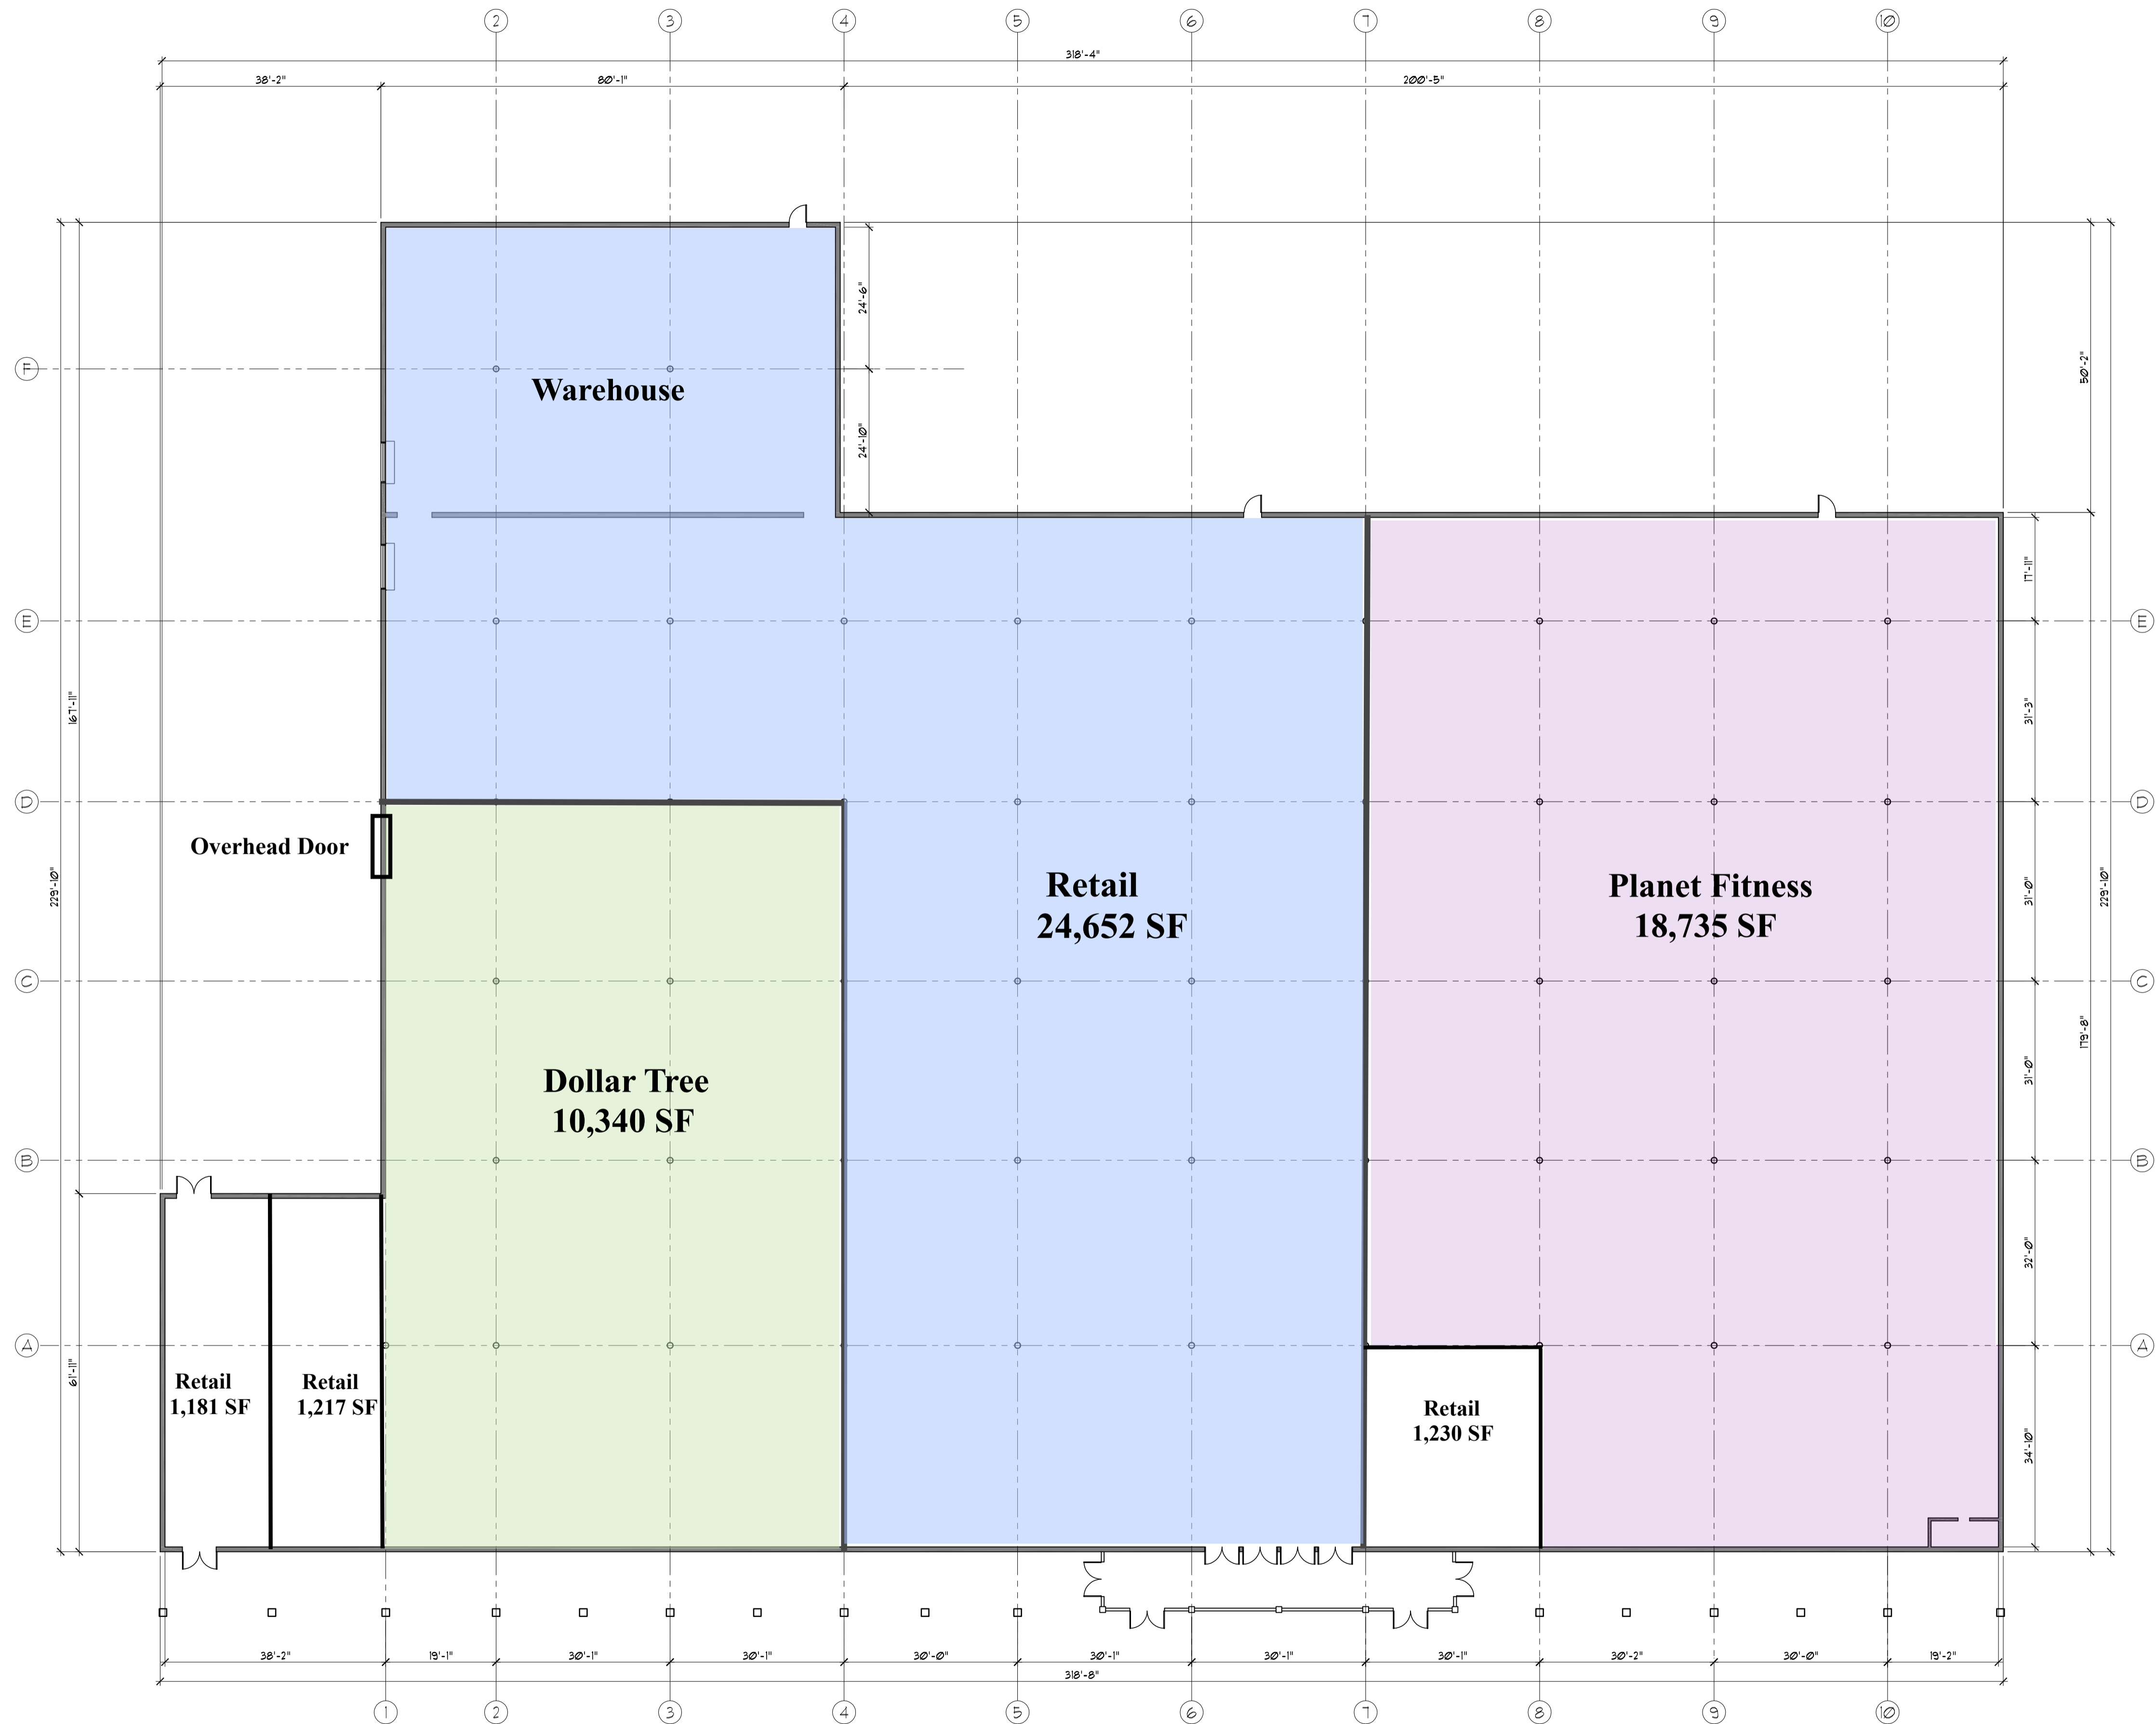 2 3 4 5 6 7 8 9 10
318'-4"
38'-2" 80'-1" 200'-5"
24'-6"
50'-2"
F
Warehouse
24'-10"
17'-11"
E E
167'-11"
31'-3"
D D
Overhead Door
229'-10"
Retail
24,652 SF
Planet Fitness
18,735 SF
31'-0"
229'-10"
C C
179'-8"
Dollar Tree
10,340 SF
31'-0"
B B
32'-0"
A A
61'-11"
Retail
1,181 SF
Retail
1,217 SF
Retail
1,230 SF
34'-10"
38'-2" 19'-1" 30'-1" 30'-1" 30'-0" 30'-1" 30'-1" 30'-1" 30'-2" 30'-0" 19'-2"
318'-8"
1 2 3 4 5 6 7 8 9 10